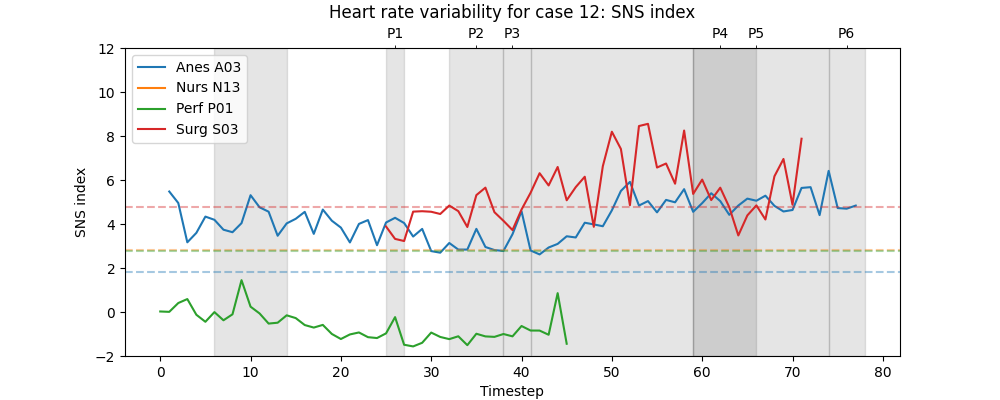 Heart rate variability for case 12: SNS index
P1 P2 P3 P4 P5 P6
12
10
8
6
4
2
0
−2
SNS index
Anes A03
Nurs N13
Perf P01
Surg S03
0 10 20 30 40 50 60 70 80
Timestep